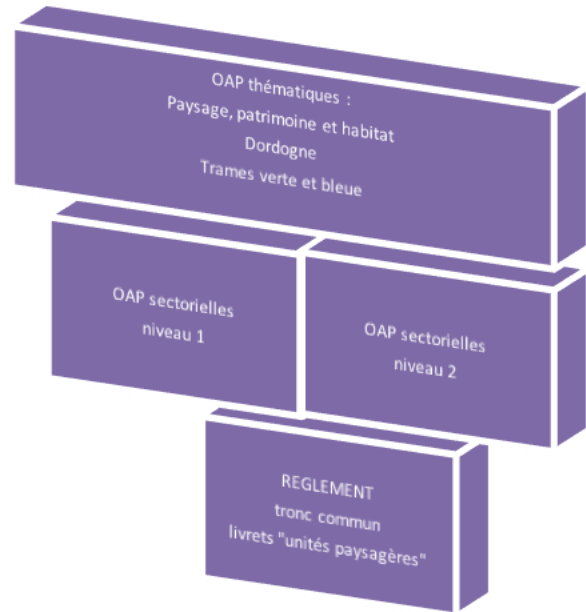 OAP thématiques :
Paysage, patrimoine et habitat
Dordogne
Trames verte et bleue
OAP sectorielles
niveau 1
OAP sectorielles
niveau 2
REGLEMENT
tronc commun
livrets "unités paysagères"